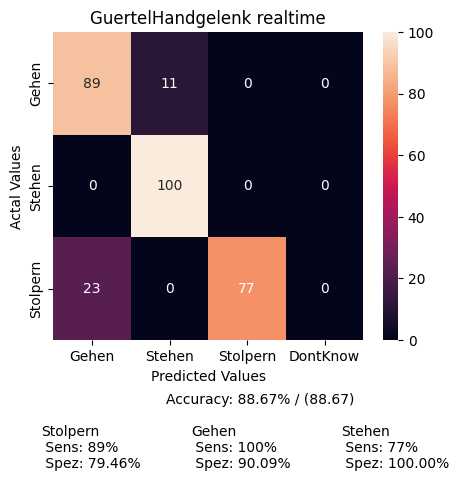 GuertelHandgelenk realtime
Actal Values
Gehen
89 11 0 0
Stehen
0 100 0 0
Stolpern
23 0 77 0
Gehen Stehen Stolpern DontKnow
Predicted Values
100
80
60
40
20
0
Accuracy: 88.67% / (88.67)
Stolpern
Sens: 89%
Spez: 79.46%
Gehen
Sens: 100%
Spez: 90.09%
Stehen
Sens: 77%
Spez: 100.00%